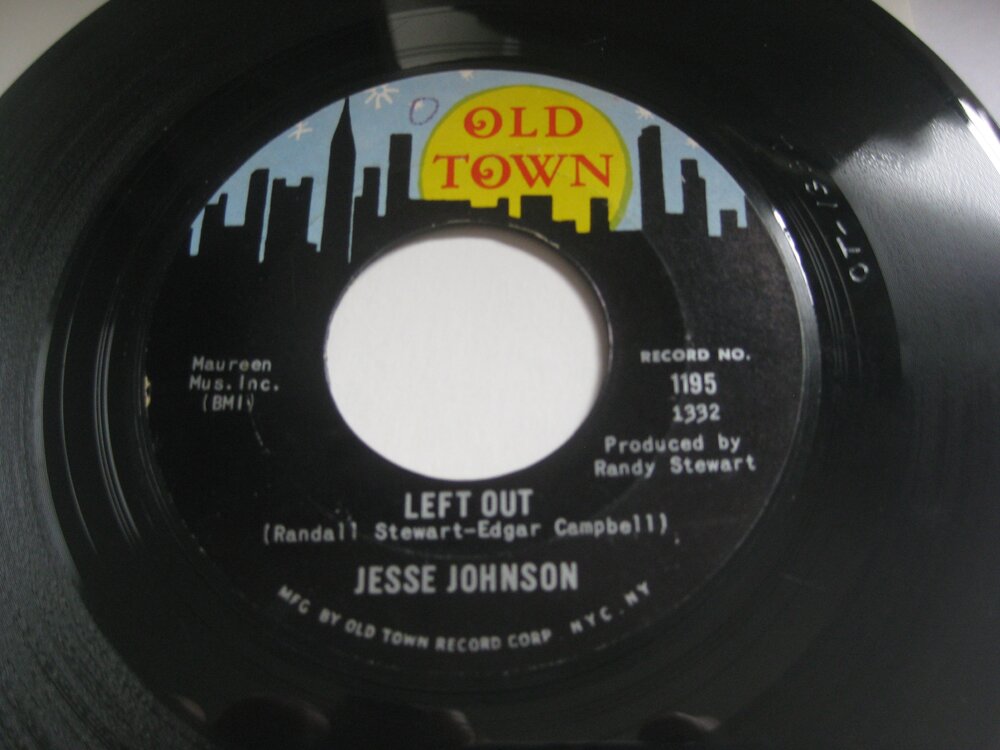 OLD
TOWN
Maureen
Mus. Inc.
(BMI)
RECORD NO.
1195
1332
Produced by
Randy Stewart
LEFT OUT
(Randall Stewart-Edgar Campbell)
JESSE JOHNSON
MFG BY OLD TOWN RECORD CORP NYC. NY